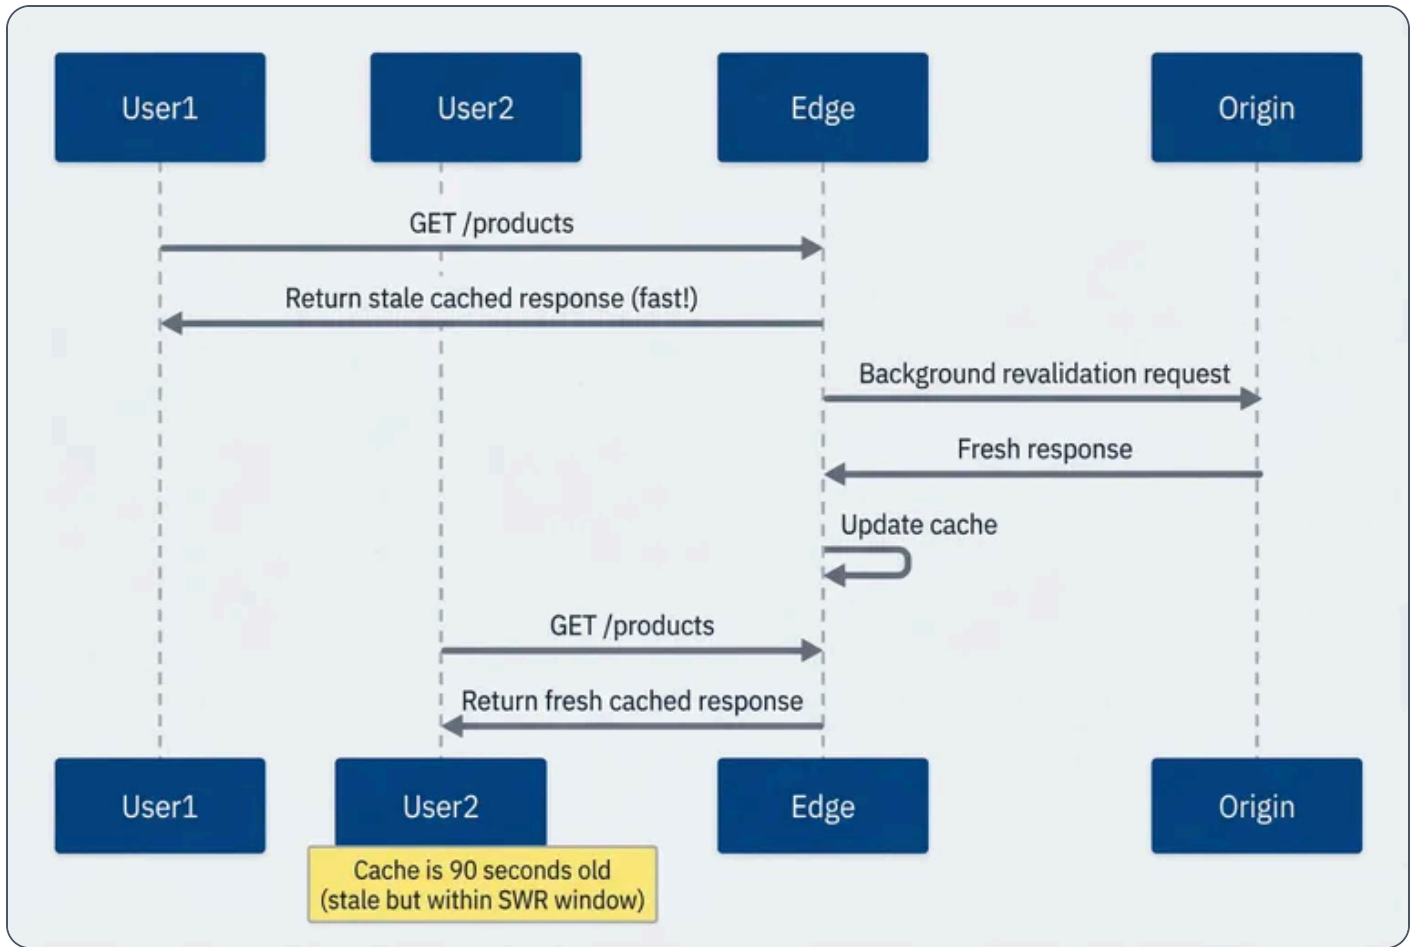 User1
User2
Edge
Origin
GET /products
Return stale cached response (fast!)
Background revalidation request
Fresh response
Update cache
GET /products
Return fresh cached response
User1
User2
Edge
Origin
Cache is 90 seconds old
(stale but within SWR window)